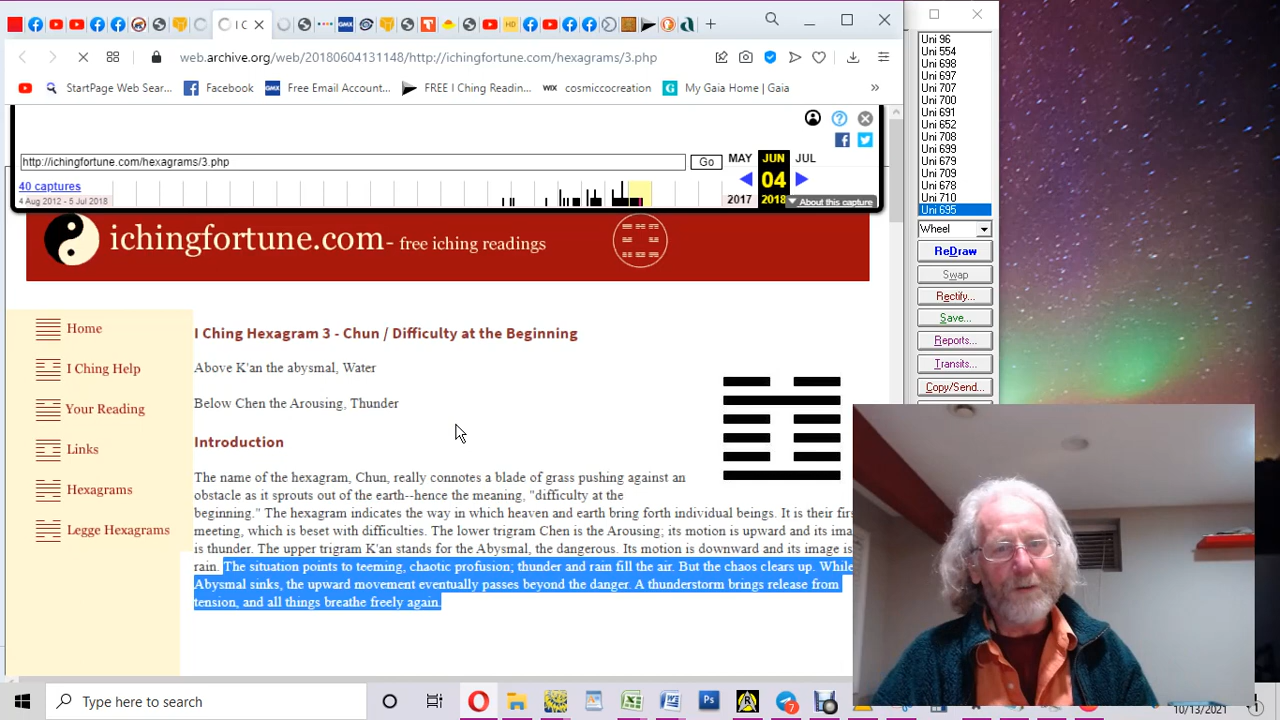 I C
HD
web.archive.org/web/20180604131148/http://ichingfortune.com/hexagrams/3.php
StartPage Web Sear...
Facebook
Free Email Account...
FREE I Ching Readin...
WIX cosmiccocreation
My Gaia Home | Gaia
»
http://ichingfortune.com/hexagrams/3.php
Go
MAY JUN JUL
04
2017 2018
40 captures
4 Aug 2012 - 5 Jul 2018
About this capture
ichingfortune.com - free iching readings
Home
I Ching Help
Your Reading
Links
Hexagrams
Legge Hexagrams
I Ching Hexagram 3 - Chun / Difficulty at the Beginning
Above K'an the abysmal, Water
Below Chen the Arousing, Thunder
Introduction
The name of the hexagram, Chun, really connotes a blade of grass pushing against an
obstacle as it sprouts out of the earth--hence the meaning, "difficulty at the
beginning." The hexagram indicates the way in which heaven and earth bring forth individual beings. It is their firs
meeting, which is beset with difficulties. The lower trigram Chen is the Arousing; its motion is upward and its ima
is thunder. The upper trigram K'an stands for the Abysmal, the dangerous. Its motion is downward and its image is
rain. The situation points to teeming, chaotic profusion; thunder and rain fill the air. But the chaos clears up. While
Abysmal sinks, the upward movement eventually passes beyond the danger. A thunderstorm brings release from
tension, and all things breathe freely again.
Uni 96
Uni 554
Uni 698
Uni 697
Uni 707
Uni 700
Uni 691
Uni 652
Uni 708
Uni 699
Uni 679
Uni 709
Uni 678
Uni 710
Uni 695
Wheel
ReDraw
Swap
Rectify...
Save...
Reports...
Transits...
Copy/Send...
Type here to search
7
10/13/2021
1